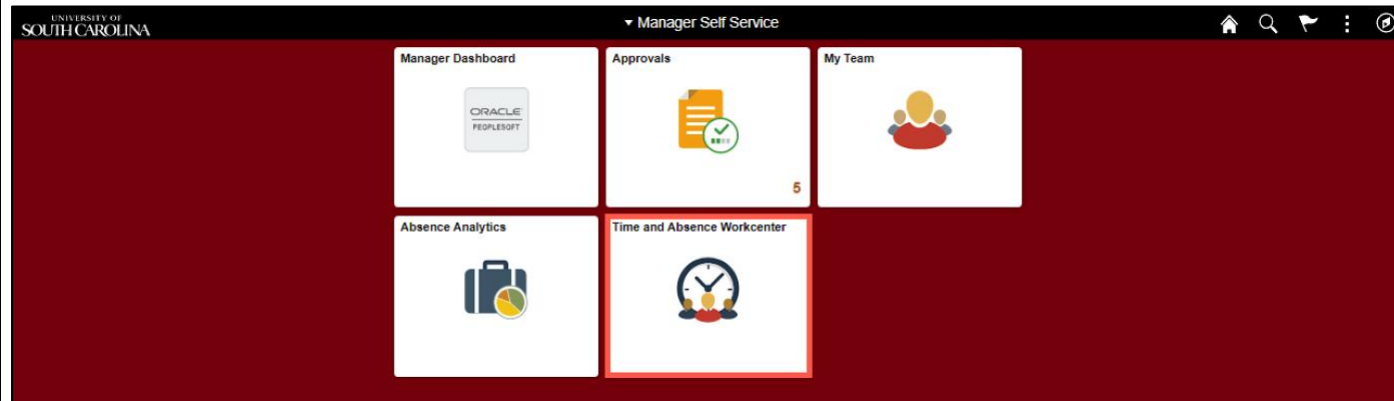 UNIVERSITY OF
SOUTH CAROLINA
Manager Self Service
Manager Dashboard
ORACLE
PEOPLESOFT
Approvals
5
My Team
Absence Analytics
Time and Absence Workcenter